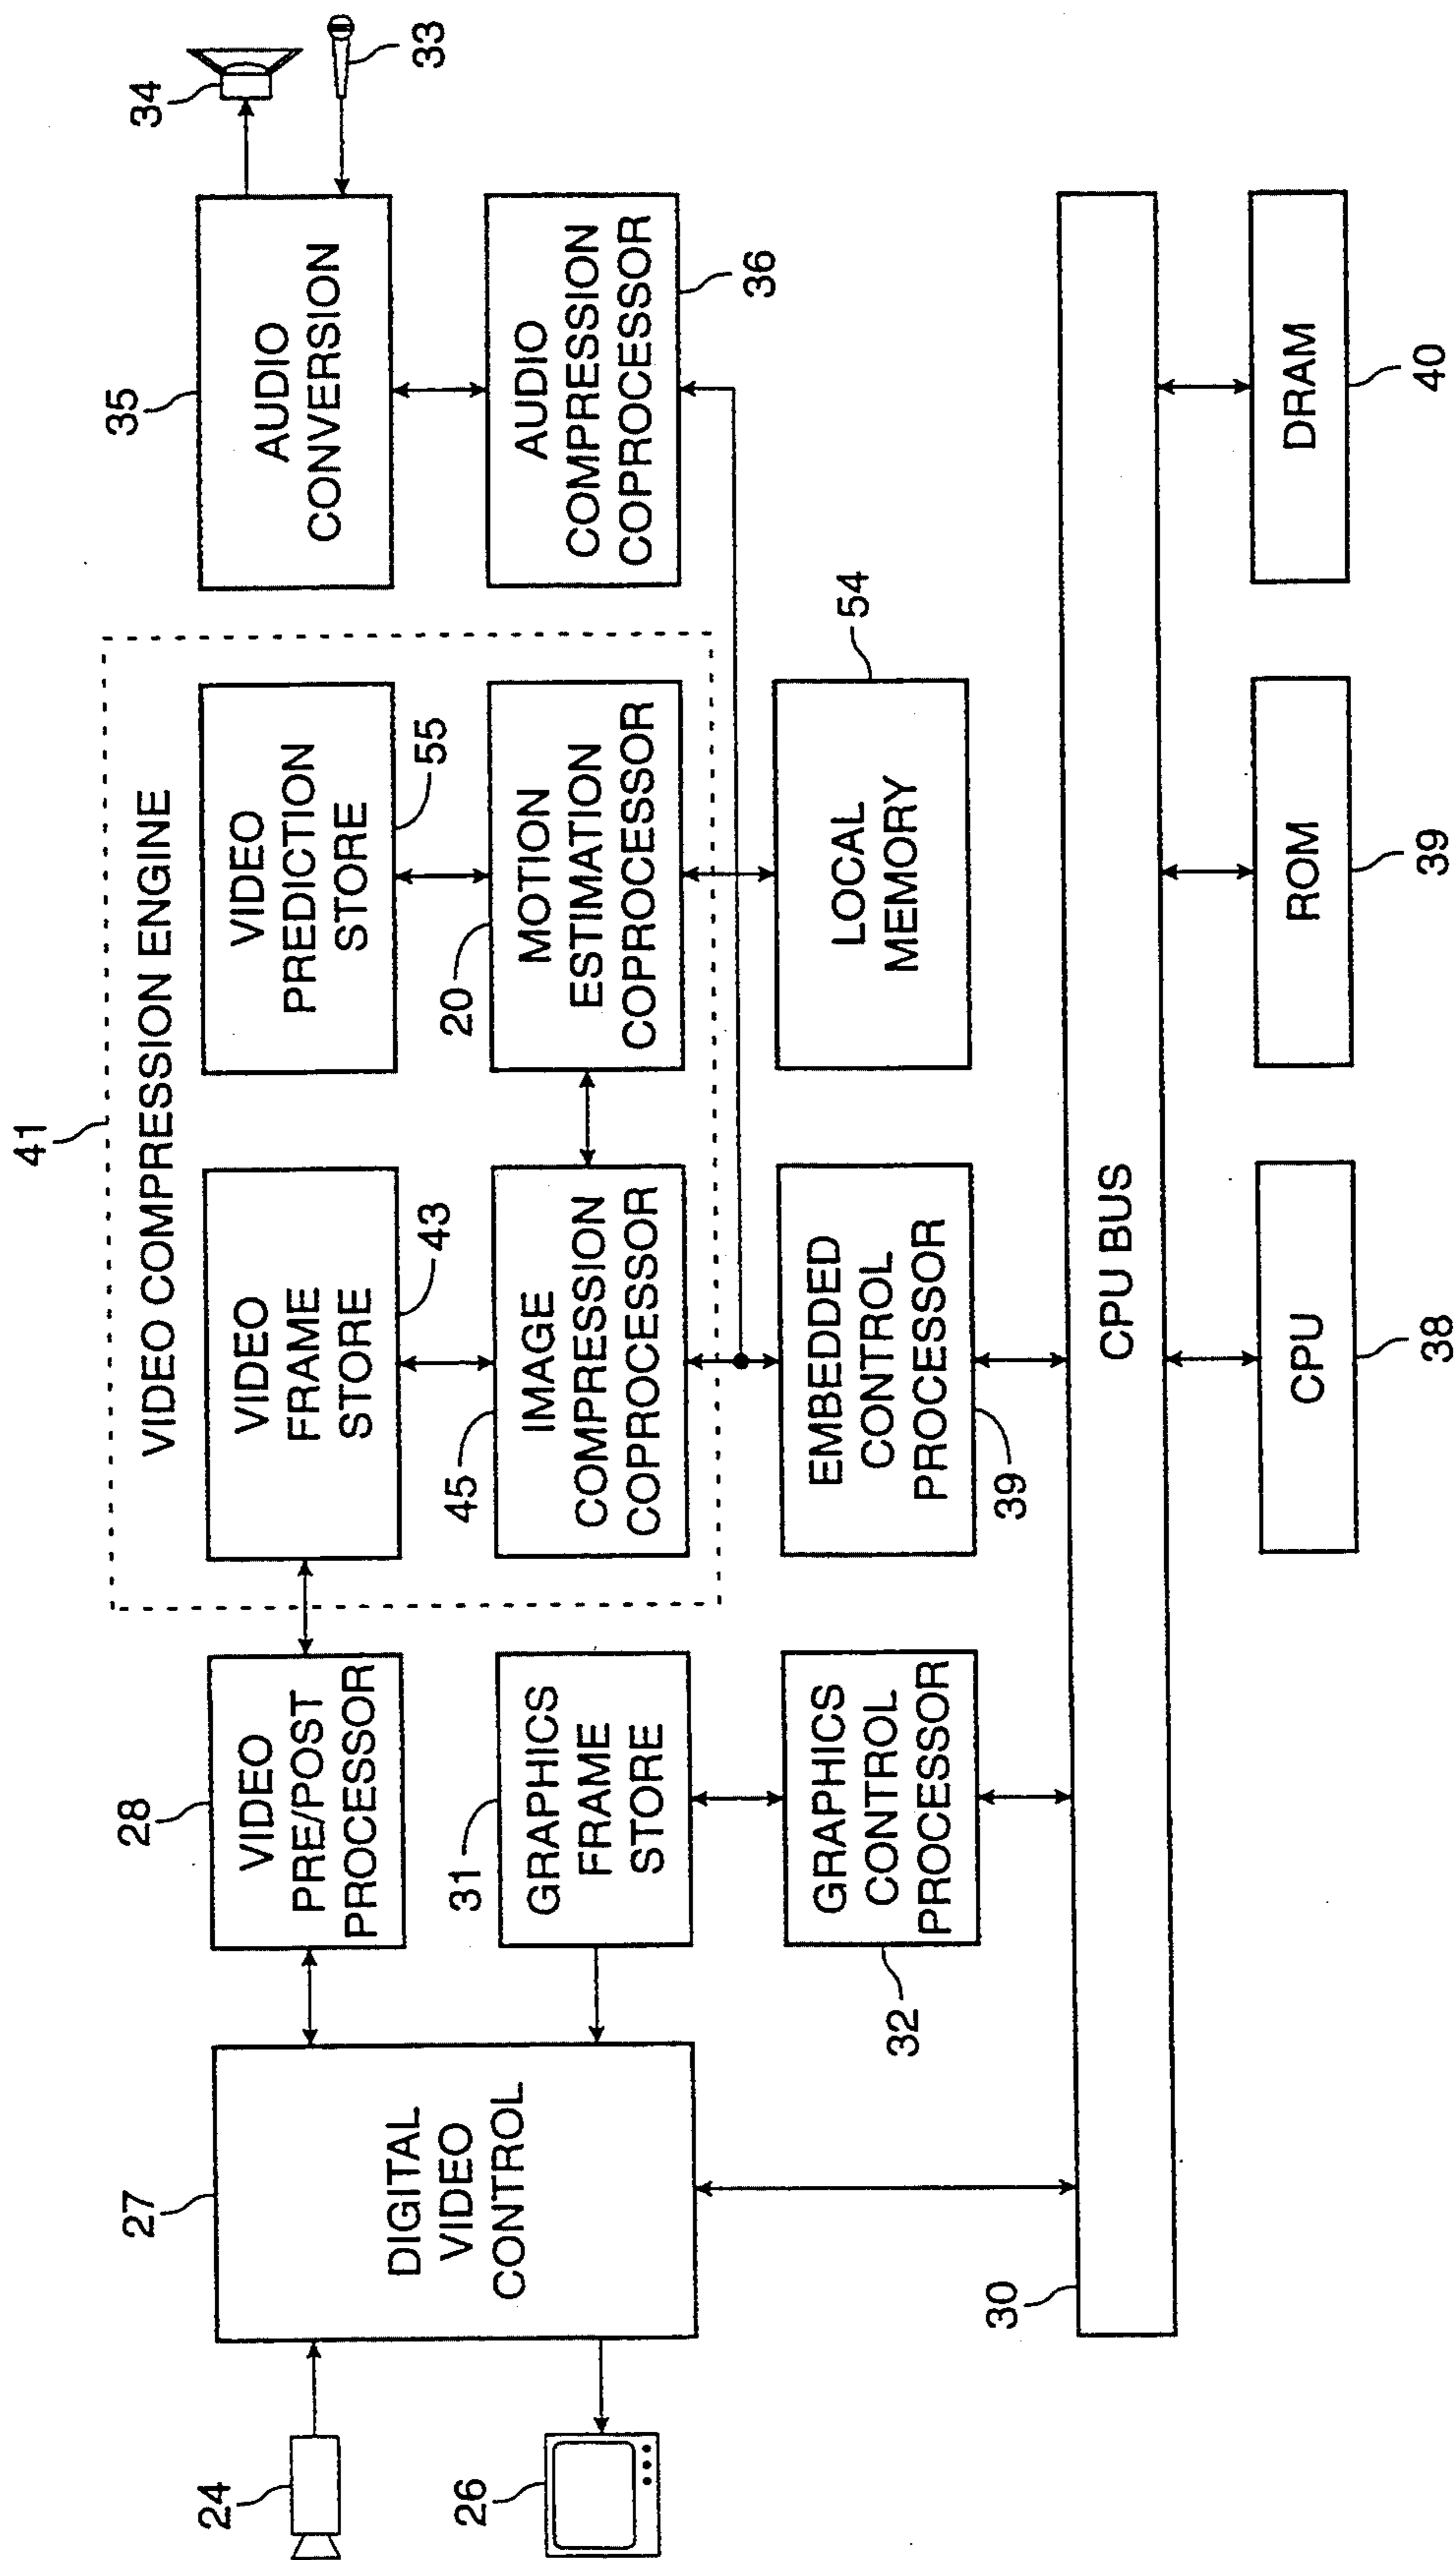 41
VIDEO COMPRESSION ENGINE
24
26
27
DIGITAL
VIDEO
CONTROL
28
VIDEO
PRE/POST
PROCESSOR
31
GRAPHICS
FRAME
STORE
32
GRAPHICS
CONTROL
PROCESSOR
VIDEO
FRAME
STORE
43
45
IMAGE
COMPRESSION
COPROCESSOR
EMBEDDED
CONTROL
PROCESSOR
39
VIDEO
PREDICTION
STORE
55
20
MOTION
ESTIMATION
COPROCESSOR
LOCAL
MEMORY
54
35
AUDIO
CONVERSION
34
33
AUDIO
COMPRESSION
COPROCESSOR
36
30
CPU BUS
CPU
38
ROM
39
DRAM
40